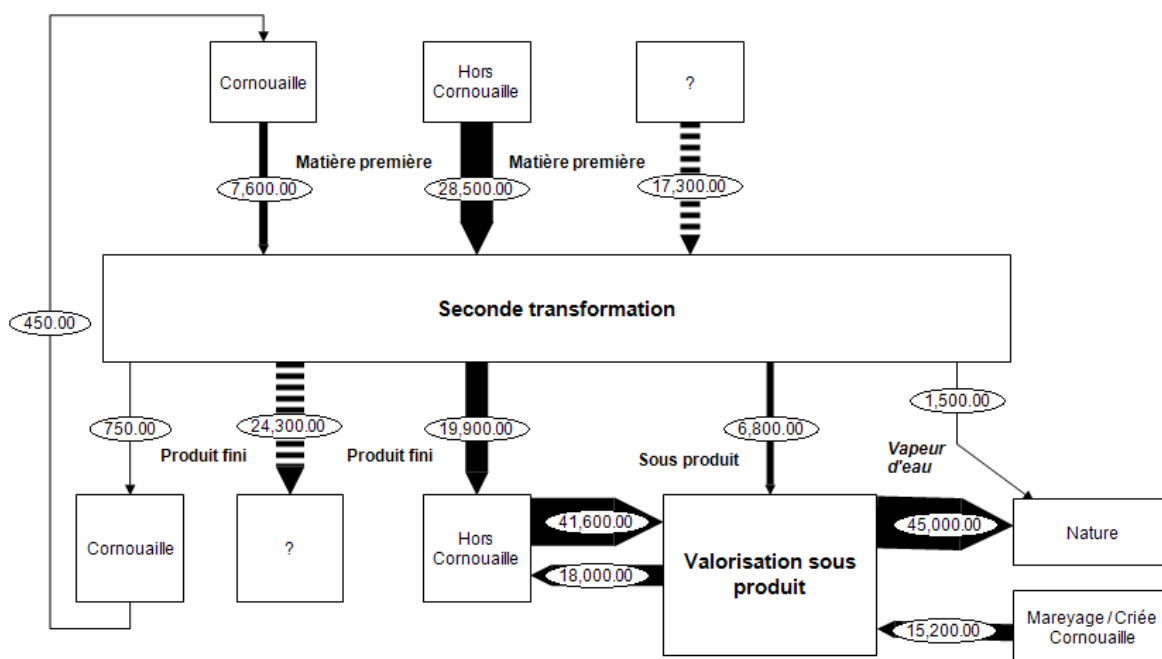 Cornouaille
Hors
Cornouaille
?
Matière première
Matière première
7,600.00
28,500.00
17,300.00
Seconde transformation
450.00
750.00
24,300.00
19,900.00
6,800.00
1,500.00
Produit fini
Produit fini
Sous produit
Vapeur
d'eau
Cornouaille
?
Hors
Cornouaille
41,600.00
18,000.00
Valorisation sous
produit
45,000.00
15,200.00
Nature
Mareyage / Criée
Cornouaille